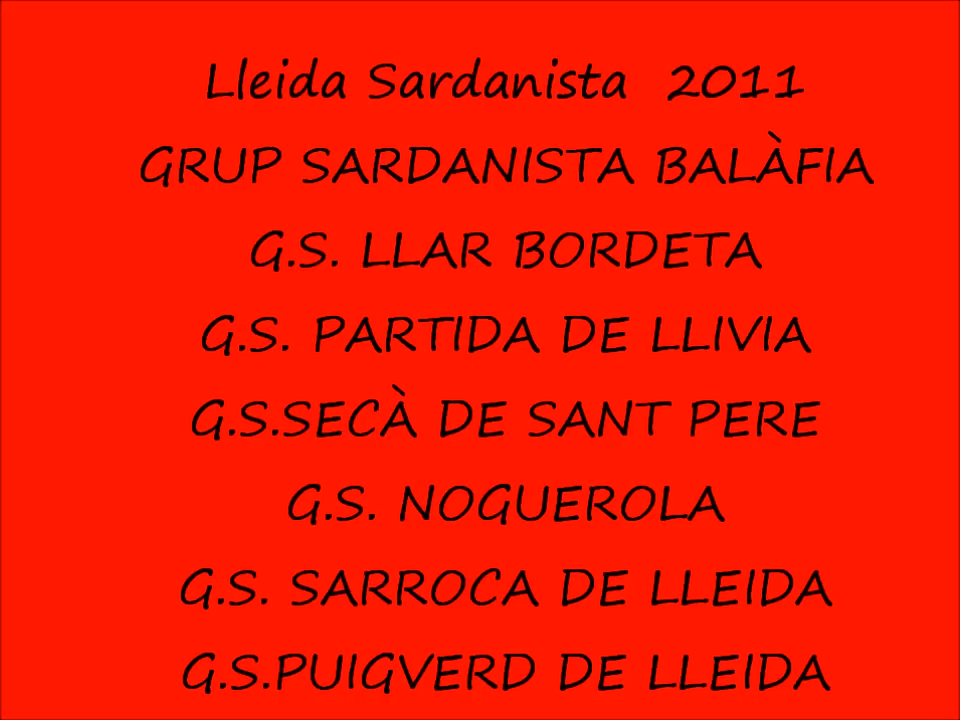 Lleida Sardanista 2011
GRUP SARDANISTA BALÀFIA
G.S. LLAR BORDETA
G.S. PARTIDA DE LLIVIA
G.S.SECÀ DE SANT PERE
G.S. NOGUEROLA
G.S. SARROCA DE LLEIDA
G.S.PUIGVERD DE LLEIDA